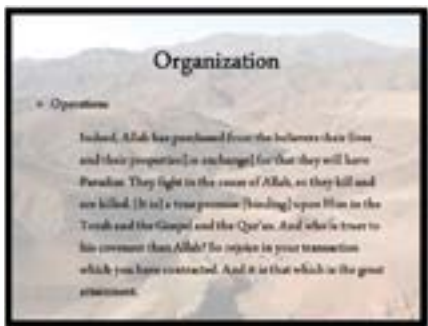 Organization
Operations
Indeed, Allah has purchased from the believers their lives
and their properties [in exchange] for that they will have
Paradise. They fight in the cause of Allah, so they kill and
are killed. [It is] a true promise [binding] upon Him in the
Torah and the Gospel and the Qur'an. And who is truer to
his covenant than Allah? So rejoice in your transaction
which you have contracted. And it is that which is the great
attainment.